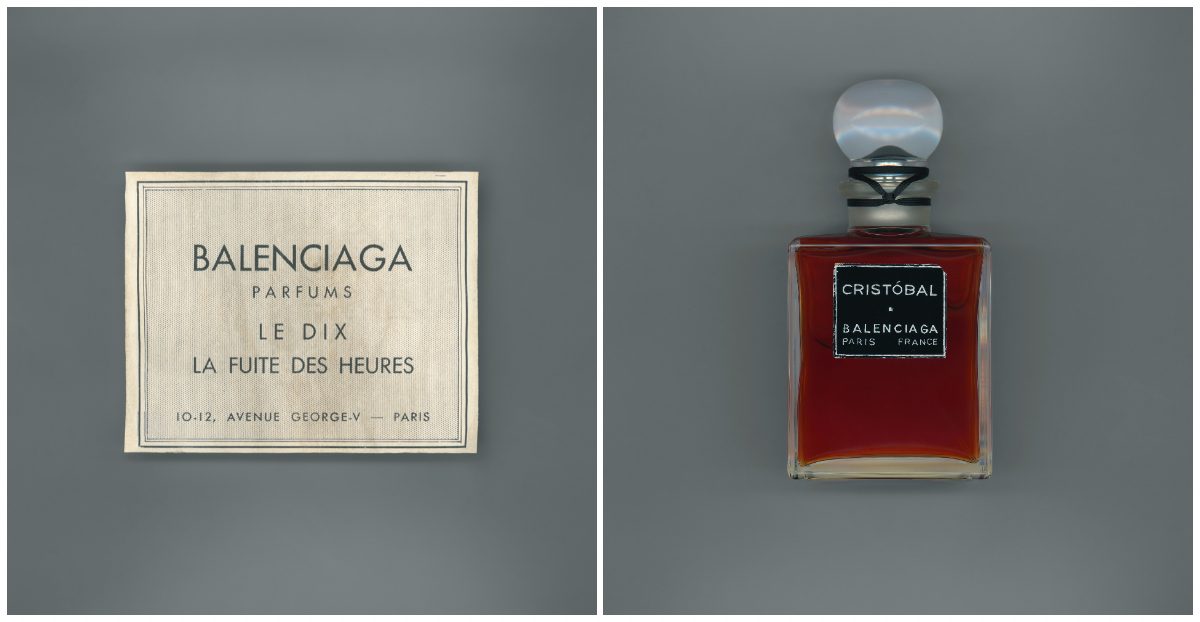 BALENCIAGA
PARFUMS
LE DIX
LA FUITE DES HEURES
10-12, AVENUE GEORGE-V — PARIS
CRISTÓBAL
BALENCIAGA
PARIS FRANCE